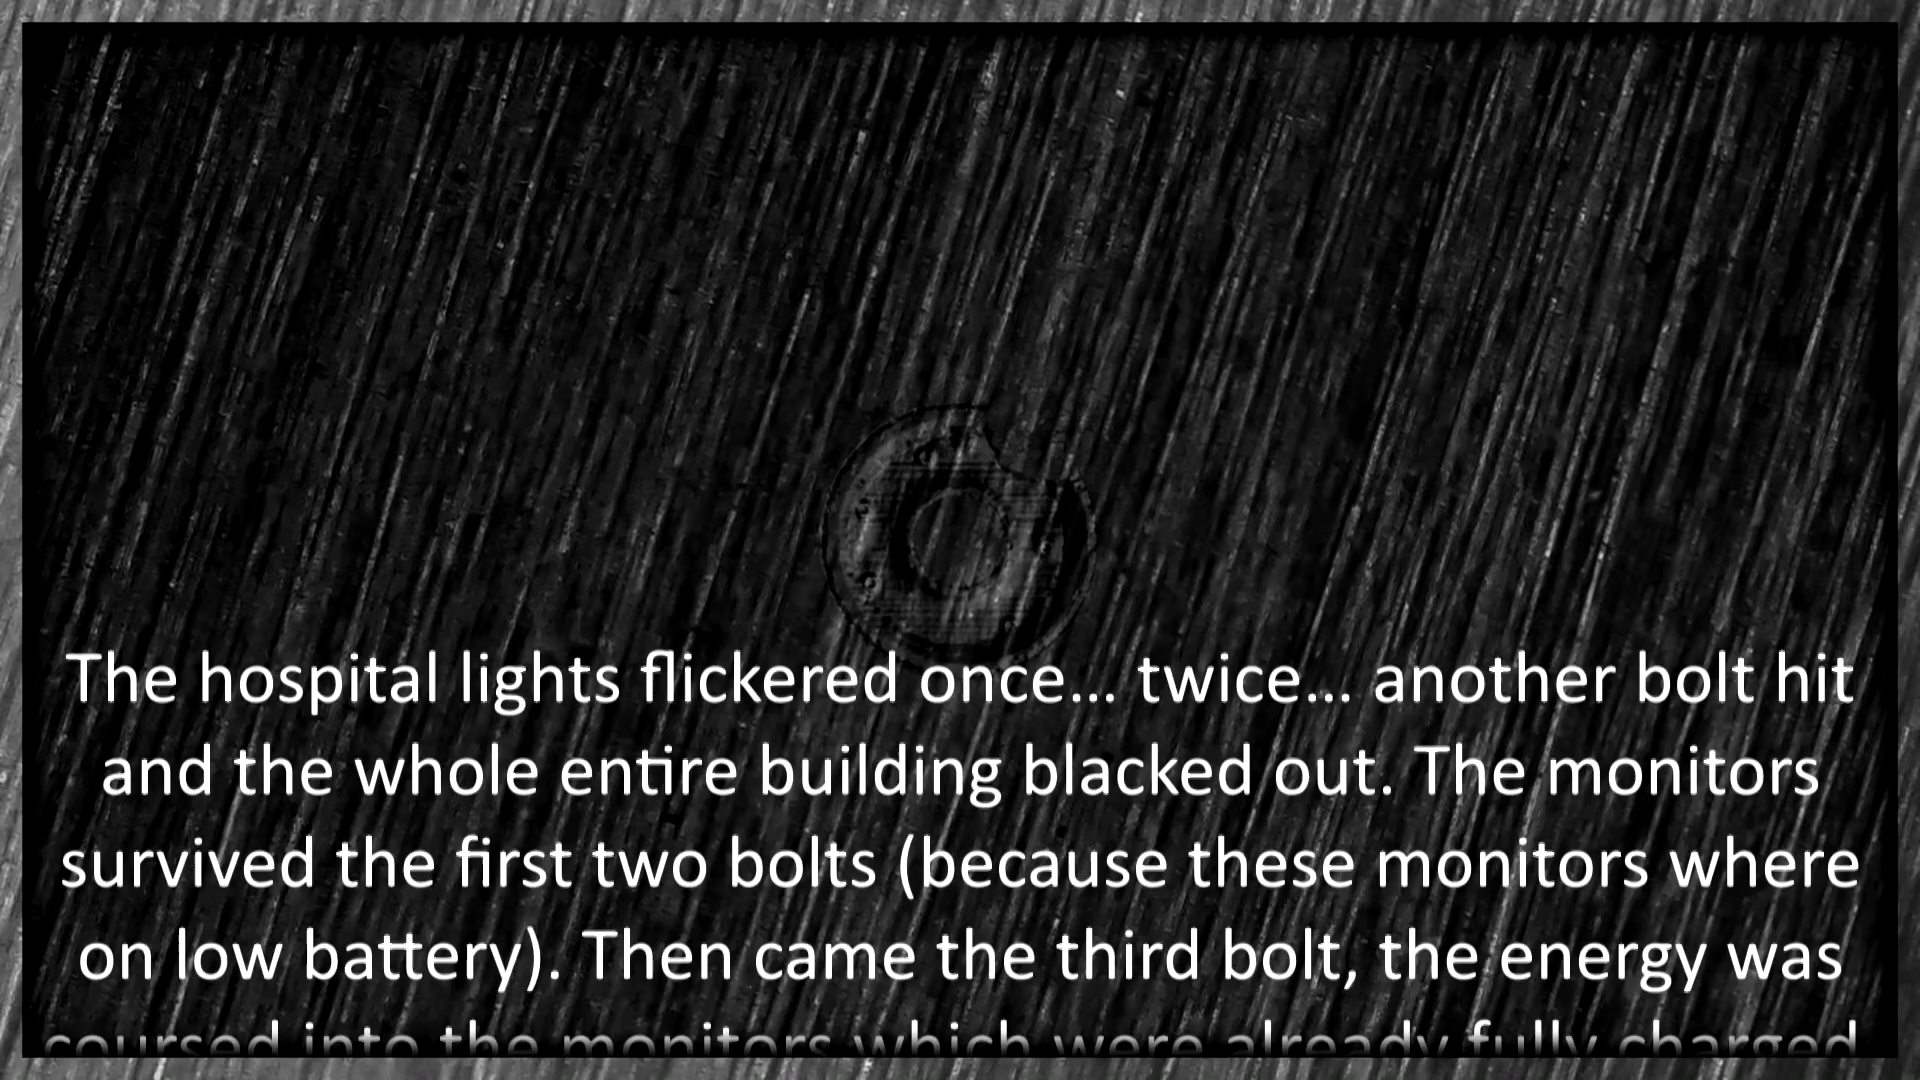 The hospital lights flickered once... twice... another bolt hit
and the whole entire building blacked out. The monitors
survived the first two bolts (because these monitors where
on low battery). Then came the third bolt, the energy was
coursed into the monitors which were already fully charged